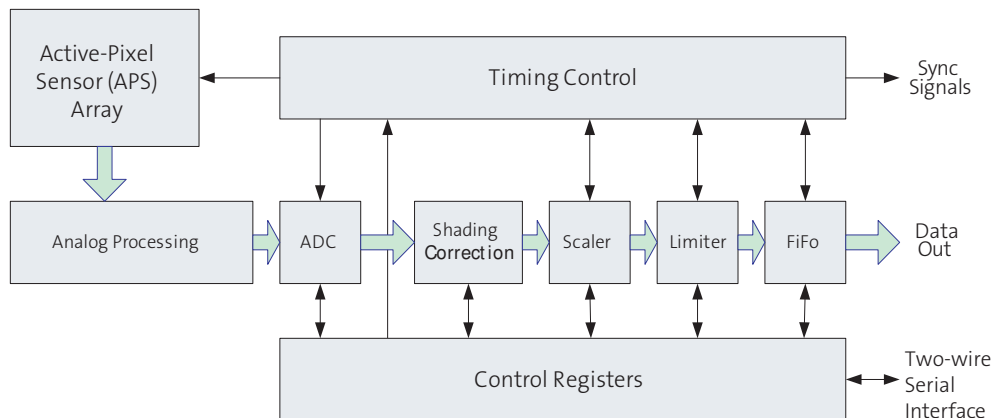 Active-Pixel
Sensor (APS)
Array
Timing Control
Sync
Signals
Analog Processing
ADC
Shading
Correction
Scaler
Limiter
FiFo
Data
Out
Control Registers
Two-wire
Serial
Interface